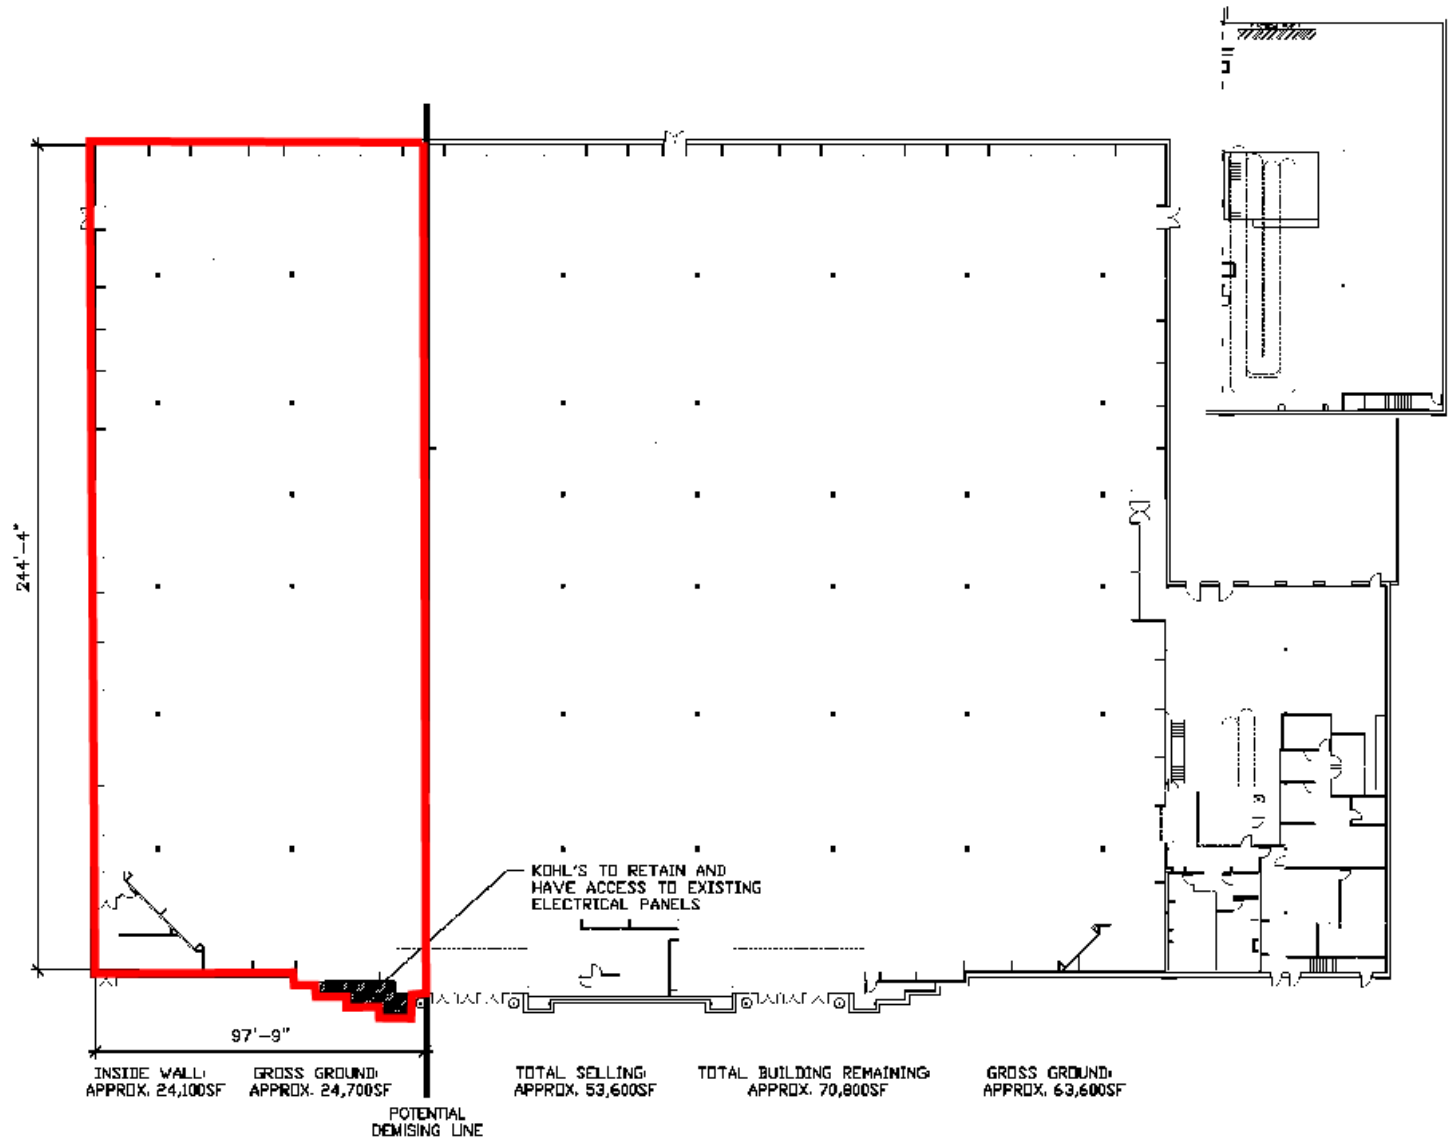 244'-4"
KOHL'S TO RETAIN AND
HAVE ACCESS TO EXISTING
ELECTRICAL PANELS
97'-9"
INSIDE WALL:
APPROX. 24,100SF
GROSS GROUND:
APPROX. 24,700SF
TOTAL SELLING:
APPROX. 53,600SF
TOTAL BUILDING REMAINING:
APPROX. 70,800SF
GROSS GROUND:
APPROX. 63,600SF
POTENTIAL
DEMISING LINE